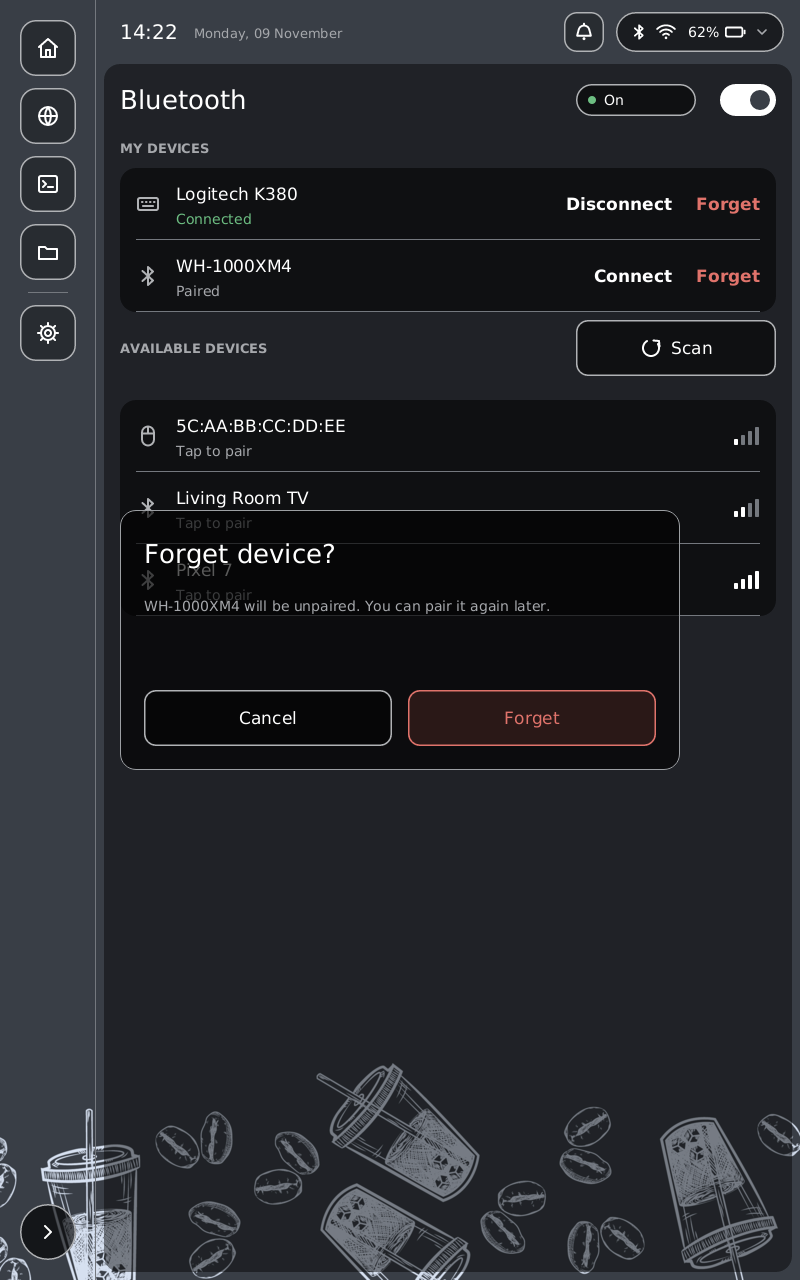 14:22 Monday, 09 November 62%
Bluetooth On
MY DEVICES
Logitech K380
Connected
Disconnect Forget
WH-1000XM4
Paired
Connect Forget
AVAILABLE DEVICES Scan
5C:AA:BB:CC:DD:EE
Tap to pair
Living Room TV
Tap to pair
Forget device?
Pixel 7
Tap to pair
WH-1000XM4 will be unpaired. You can pair it again later.
Cancel Forget